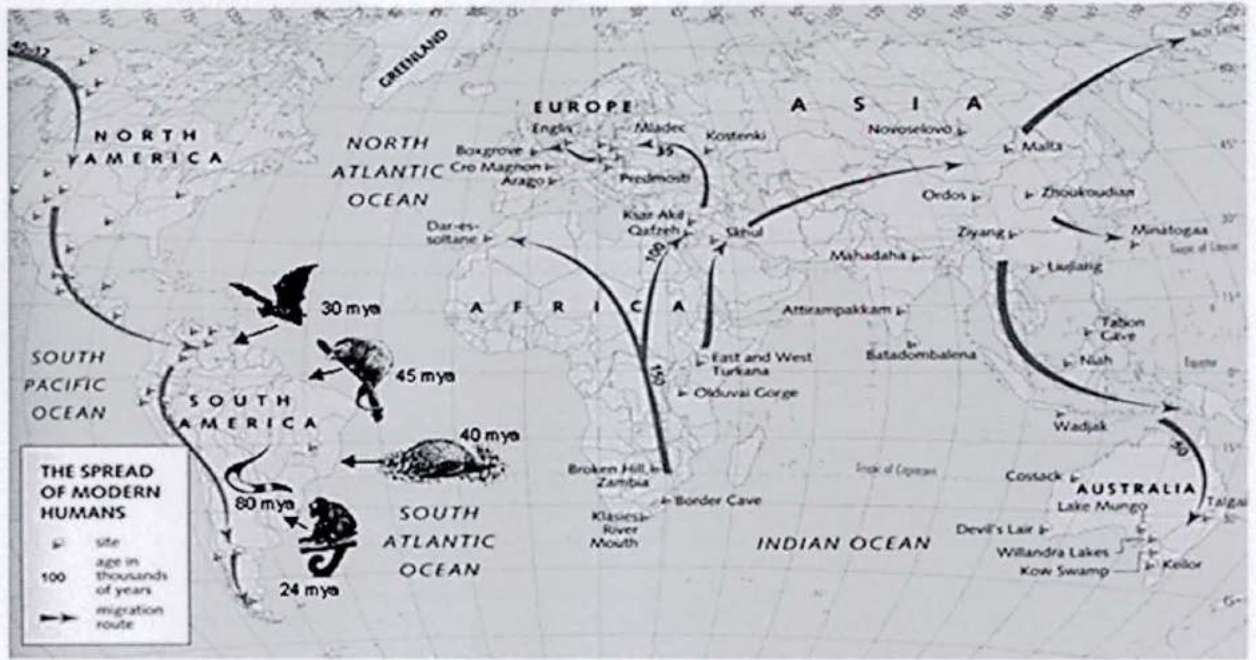 GREENLAND
40-12
NORTH
AMERICA
NORTH
ATLANTIC
OCEAN
EUROPE
Englis
Mladec
Kostenki
Boxgrove
Cro Magnon
Arago
35
Predmosti
ASIA
Novoselovo
Malta
Ordos
Zhoukoudian
Ksar Akil
Qafzeh
Skhul
100
Dar-es-
soltane
Ziyang
Minatogaa
Mahadaha
Liujiang
AFRICA
Attirampakkam
Tabon
Cave
Batadombalena
Niah
Equator
East and West
Turkana
150
Olduvai Gorge
30 mya
45 mya
SOUTH
PACIFIC
OCEAN
SOUTH
AMERICA
40 mya
80 mya
24 mya
SOUTH
ATLANTIC
OCEAN
Broken Hill,
Zambia
Border Cave
Klasies
River
Mouth
INDIAN OCEAN
Wadjak
Cossack
AUSTRALIA
50
Lake Mungo
Talgai
Devil's Lair
Willandra Lakes
Kow Swamp
Keilor
THE SPREAD
OF MODERN
HUMANS
site
100
age in
thousands
of years
migration
route